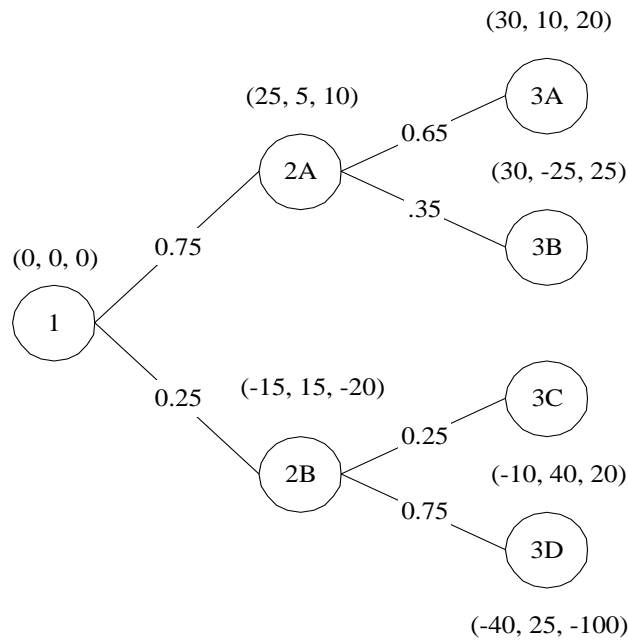 (30, 10, 20)
3A
(25, 5, 10)
0.65
2A
(30, -25, 25)
.35
0.75
3B
(0, 0, 0)
1
0.25
(-15, 15, -20)
3C
0.25
2B
(-10, 40, 20)
0.75
3D
(-40, 25, -100)